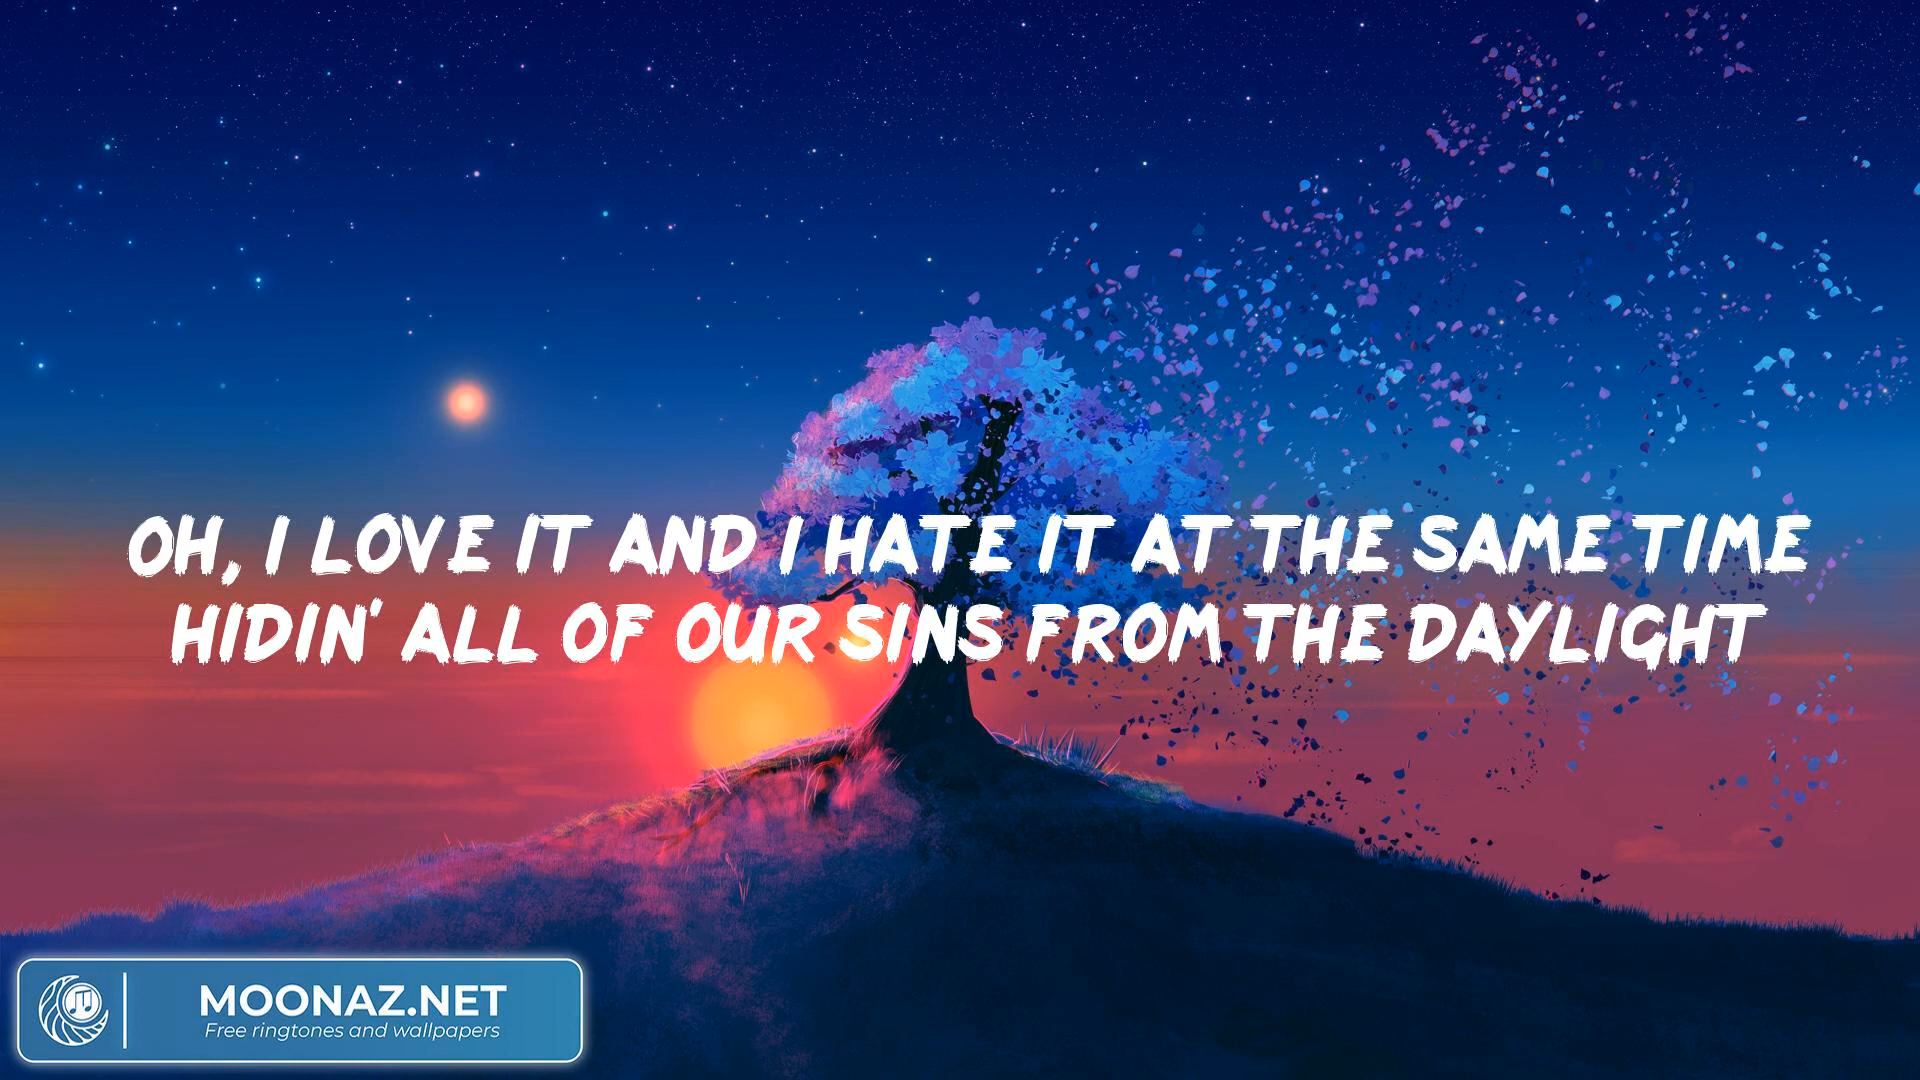 OH, I LOVE IT AND I HATE IT AT THE SAME TIME
HIDIN' ALL OF OUR SINS FROM THE DAYLIGHT
MOONAZ.NET
Free ringtones and wallpapers